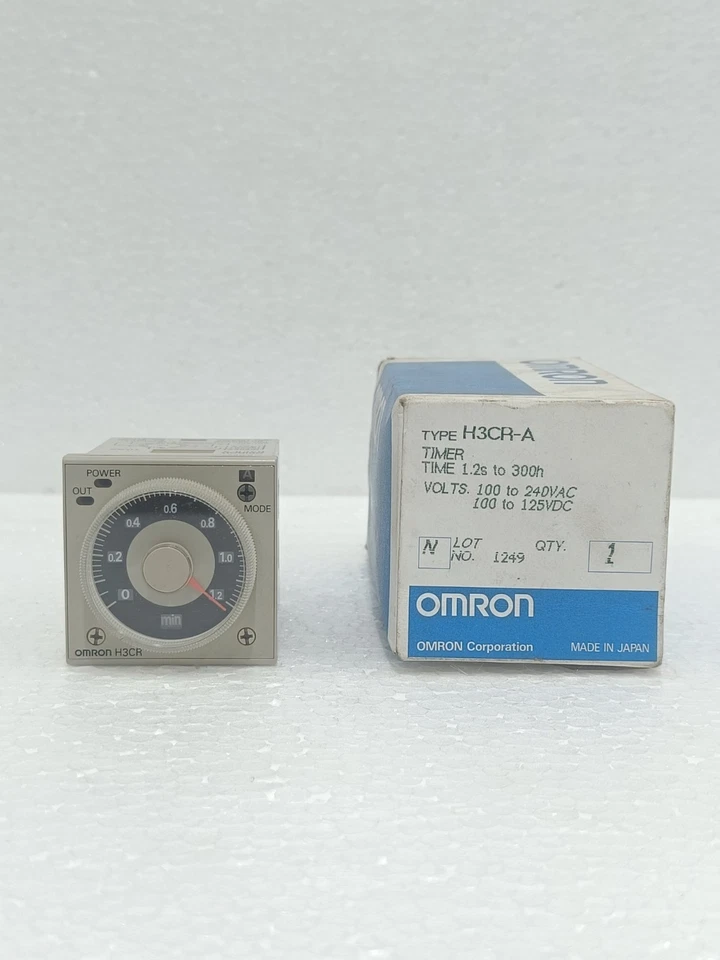 POWER
OUT
A
MODE
0
0.2
0.4
0.6
0.8
1.0
1.2
min
OMRON H3CR
OMRON
TYPE H3CR-A
TIMER
TIME 1.2s to 300h
VOLTS. 100 to 240VAC
100 to 125VDC
N LOT NO. 1249 QTY. 1
OMRON
OMRON Corporation MADE IN JAPAN